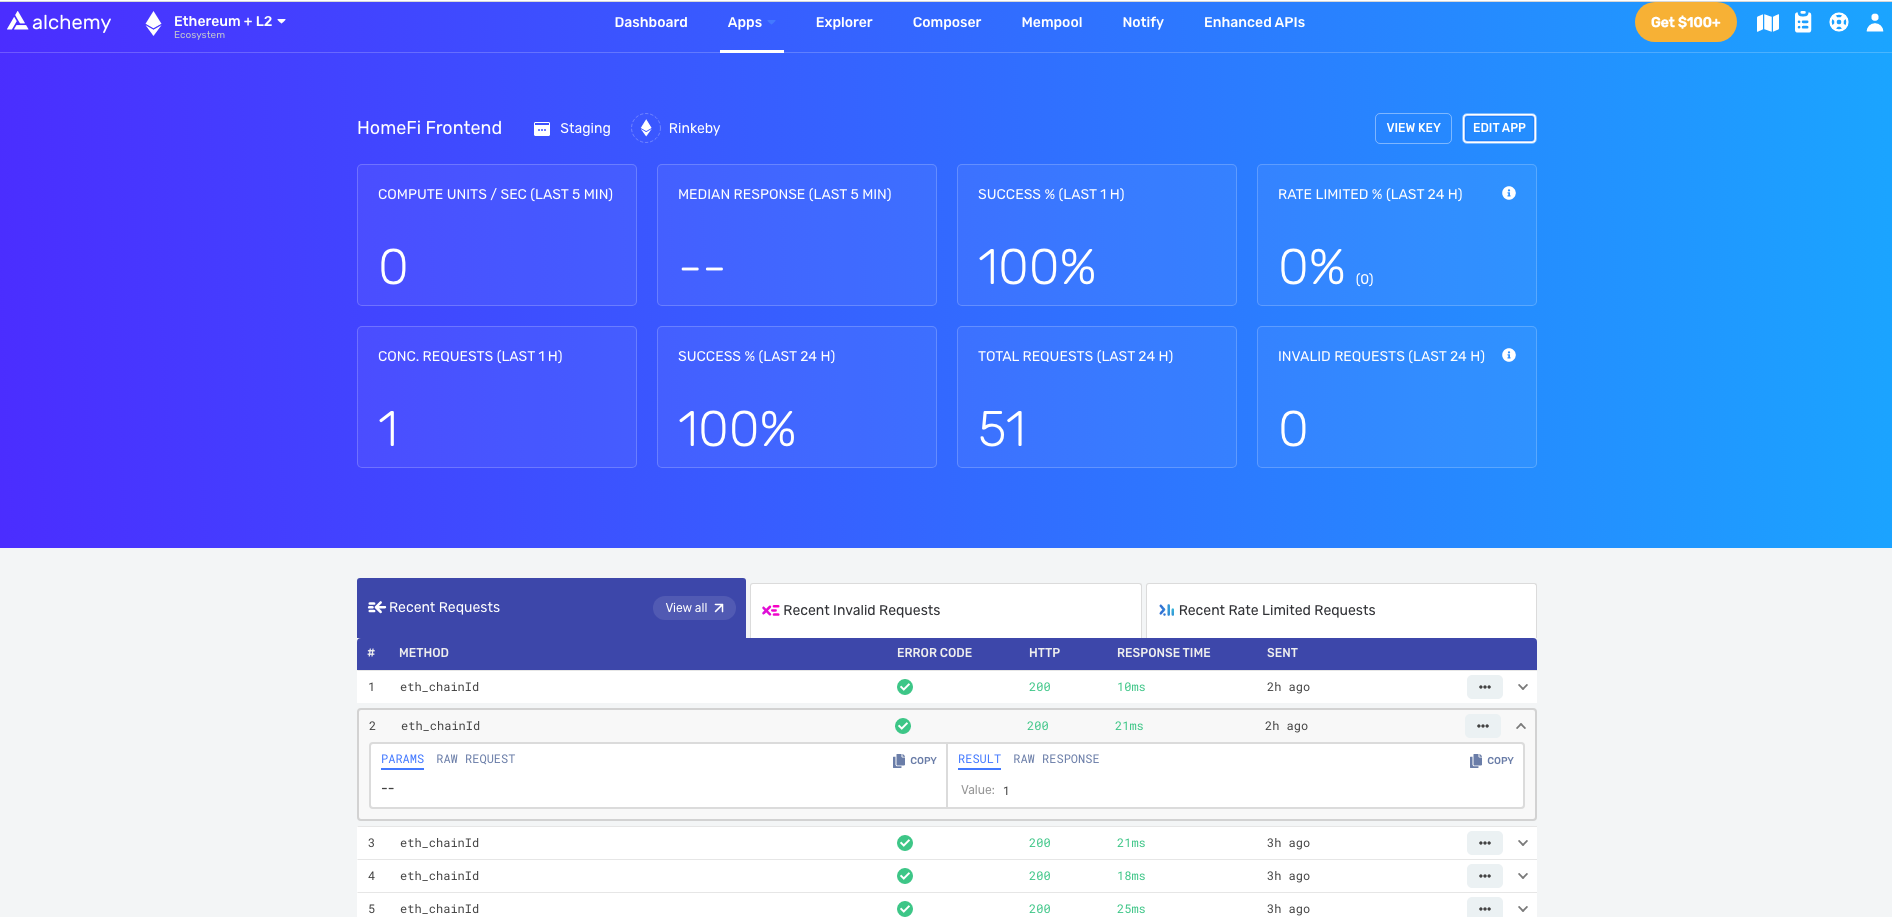 alchemy
Ethereum + L2
Ecosystem
Dashboard Apps Explorer Composer Mempool Notify Enhanced APIs
Get $100+
HomeFi Frontend Staging Rinkeby VIEW KEY EDIT APP
COMPUTE UNITS / SEC (LAST 5 MIN) MEDIAN RESPONSE (LAST 5 MIN) SUCCESS % (LAST 1 H) RATE LIMITED % (LAST 24 H)
0 -- 100% 0% (0)
CONC. REQUESTS (LAST 1 H) SUCCESS % (LAST 24 H) TOTAL REQUESTS (LAST 24 H) INVALID REQUESTS (LAST 24 H)
1 100% 51 0
Recent Requests View all Recent Invalid Requests Recent Rate Limited Requests
# METHOD ERROR CODE HTTP RESPONSE TIME SENT
1 eth_chainId 200 10ms 2h ago
2 eth_chainId 200 21ms 2h ago
PARAMS RAW REQUEST COPY RESULT RAW RESPONSE COPY
-- Value: 1
3 eth_chainId 200 21ms 3h ago
4 eth_chainId 200 18ms 3h ago
5 eth_chainId 200 25ms 3h ago